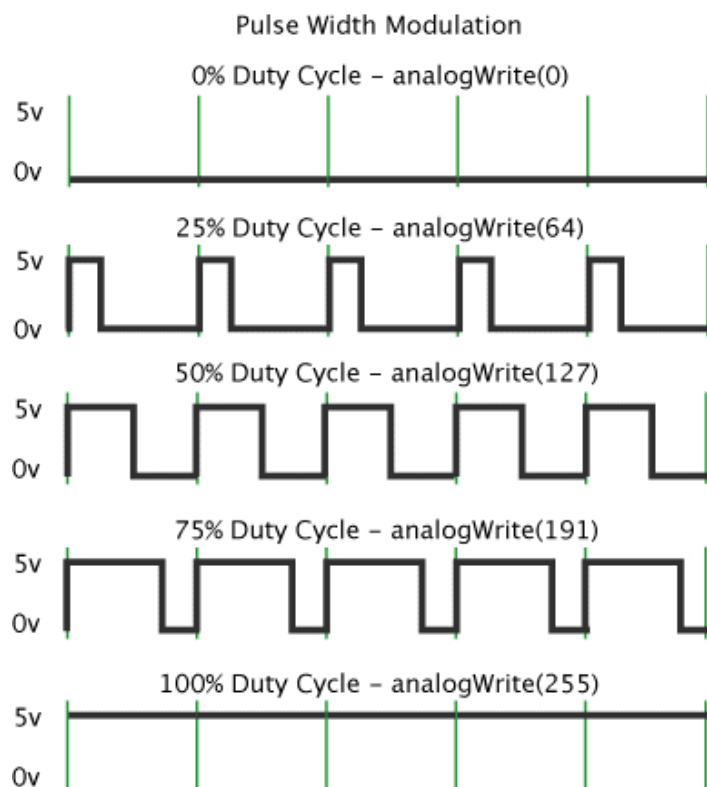 Pulse Width Modulation
0% Duty Cycle – analogWrite(0)
5v
0v
25% Duty Cycle – analogWrite(64)
5v
0v
50% Duty Cycle – analogWrite(127)
5v
0v
75% Duty Cycle – analogWrite(191)
5v
0v
100% Duty Cycle – analogWrite(255)
5v
0v